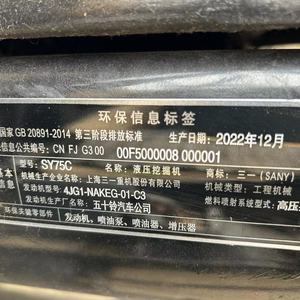 环保信息标签
国家 GB 20891-2014 第三阶段排放标准 生产日期: 2022年12月
信息公开编号: CN FJ G3 00 00F5000008 000001
基本信息
型号: SY75C 名称: 液压挖掘机 商标: 三一(SANY)
机械生产企业: 上海三一重机股份有限公司 机械类型: 工程机械
发动机型号: 4JG1-NAKEG-01-C3 燃料喷射系统型式: 高压
发动机生产厂: 五十铃汽车公司
环保关键零部件: 发动机、喷油泵、喷油器、增压器